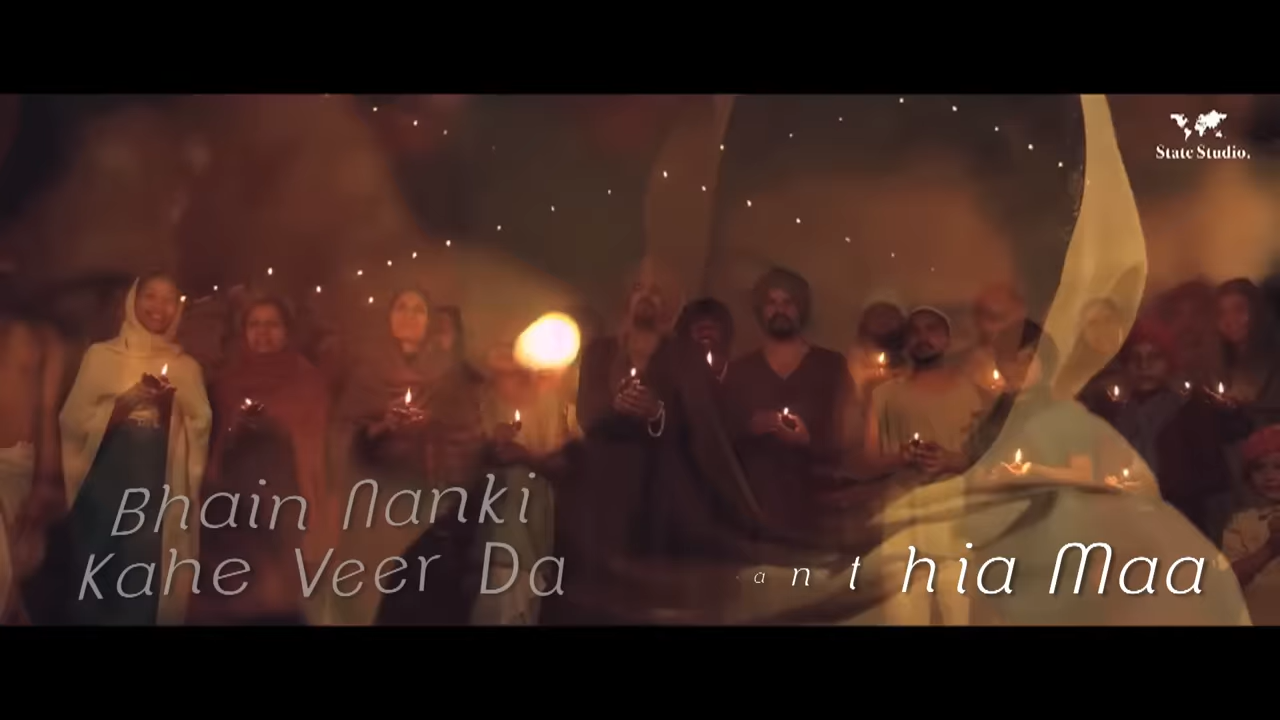 State Studio.
Bhain Nanki
Kahe Veer Da
hia Maa